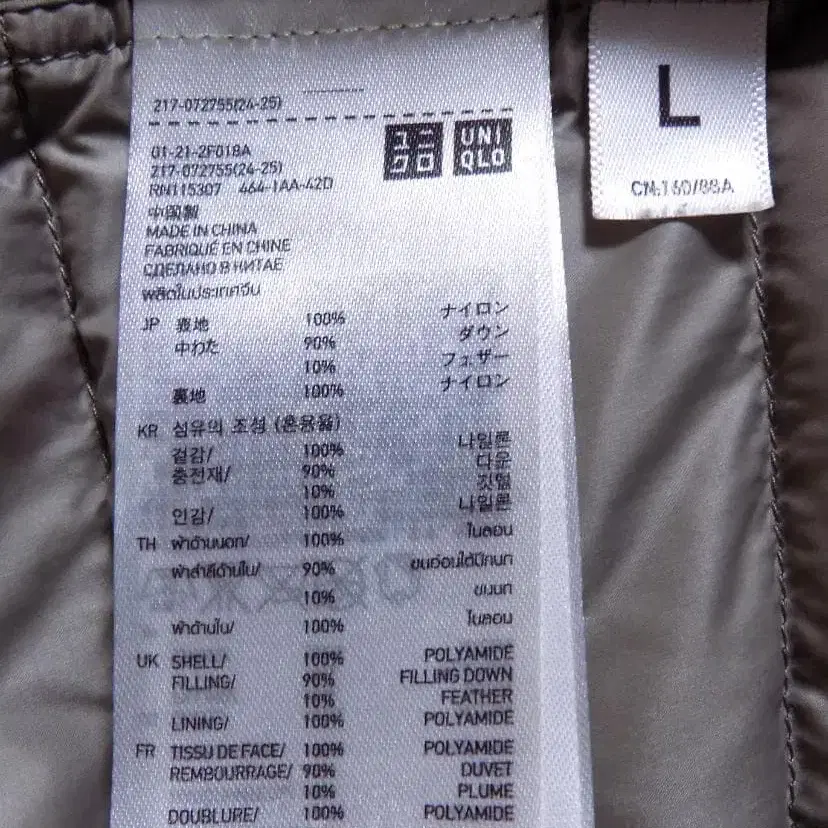 217-072755(24-25)
01-21-2F018A
217-072755(24-25)
RN115307 464-1AA-42D
ユニ
クロ
UNI
QLO
L
CN:160/88A
中国製
MADE IN CHINA
FABRIQUÉ EN CHINE
СДЕЛАНО В КИТАЕ
ผลิตในประเทศจีน
JP 表地 100% ナイロン
中わた 90% ダウン
10% フェザー
裏地 100% ナイロン
KR 섬유의 조성 (혼용율)
겉감/ 100% 나일론
충전재/ 90% 다운
10% 깃털
안감/ 100% 나일론
TH ผ้าด้านนอก/ 100% ไนลอน
ผ้าสำลีด้านใน/ 90% ขนอ่อนใต้ปีกนก
10% ขนนก
ผ้าด้านใน/ 100% ไนลอน
UK SHELL/ 100% POLYAMIDE
FILLING/ 90% FILLING DOWN
10% FEATHER
LINING/ 100% POLYAMIDE
FR TISSU DE FACE/ 100% POLYAMIDE
REMBOURRAGE/ 90% DUVET
10% PLUME
DOUBLURE/ 100% POLYAMIDE